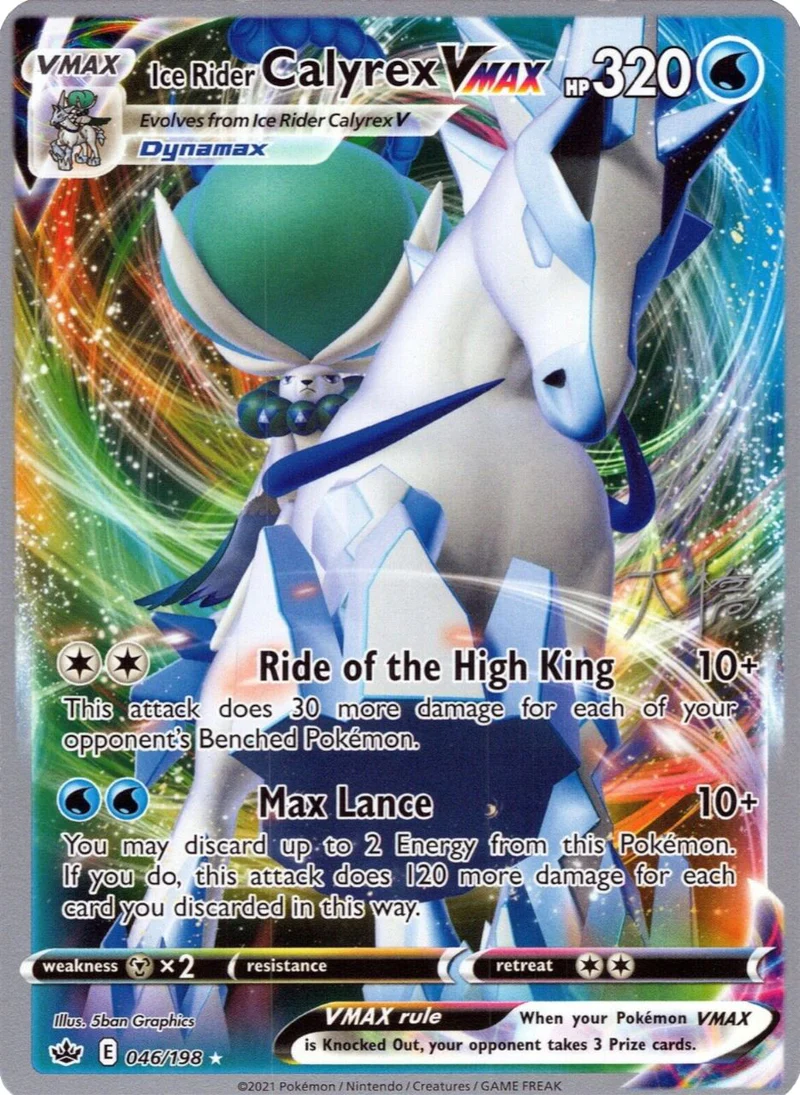 VMAX
Ice Rider Calyrex VMAX HP 320
Evolves from Ice Rider Calyrex V
Dynamax
Ride of the High King 10+
This attack does 30 more damage for each of your
opponent's Benched Pokémon.
Max Lance 10+
You may discard up to 2 Energy from this Pokémon.
If you do, this attack does 120 more damage for each
card you discarded in this way.
weakness ×2 resistance retreat
Illus. 5ban Graphics
VMAX rule When your Pokémon VMAX
is Knocked Out, your opponent takes 3 Prize cards.
E 046/198
©2021 Pokémon / Nintendo / Creatures / GAME FREAK